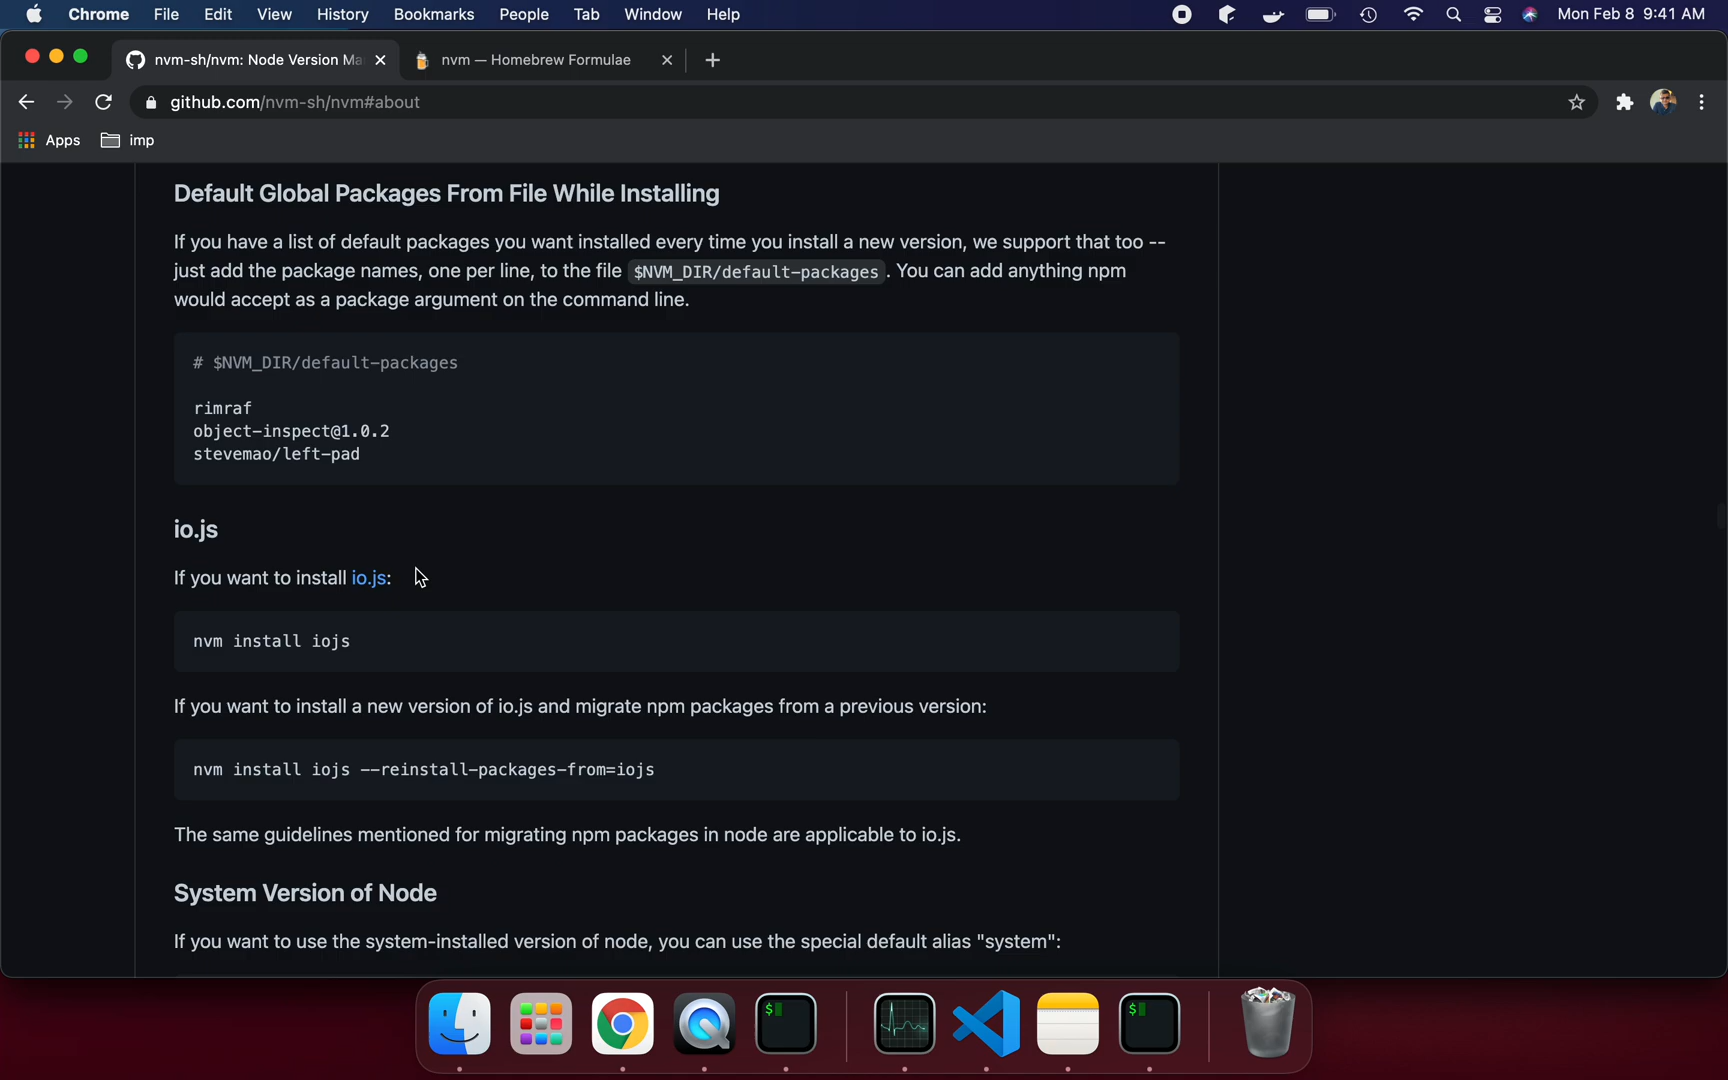 Chrome File Edit View History Bookmarks People Tab Window Help Mon Feb 8 9:41 AM
nvm-sh/nvm: Node Version Ma nvm — Homebrew Formulae
github.com/nvm-sh/nvm#about
Apps imp
Default Global Packages From File While Installing
If you have a list of default packages you want installed every time you install a new version, we support that too --
just add the package names, one per line, to the file $NVM_DIR/default-packages . You can add anything npm
would accept as a package argument on the command line.
# $NVM_DIR/default-packages
rimraf
object-inspect@1.0.2
stevemao/left-pad
io.js
If you want to install io.js:
nvm install iojs
If you want to install a new version of io.js and migrate npm packages from a previous version:
nvm install iojs --reinstall-packages-from=iojs
The same guidelines mentioned for migrating npm packages in node are applicable to io.js.
System Version of Node
If you want to use the system-installed version of node, you can use the special default alias "system":
$ $